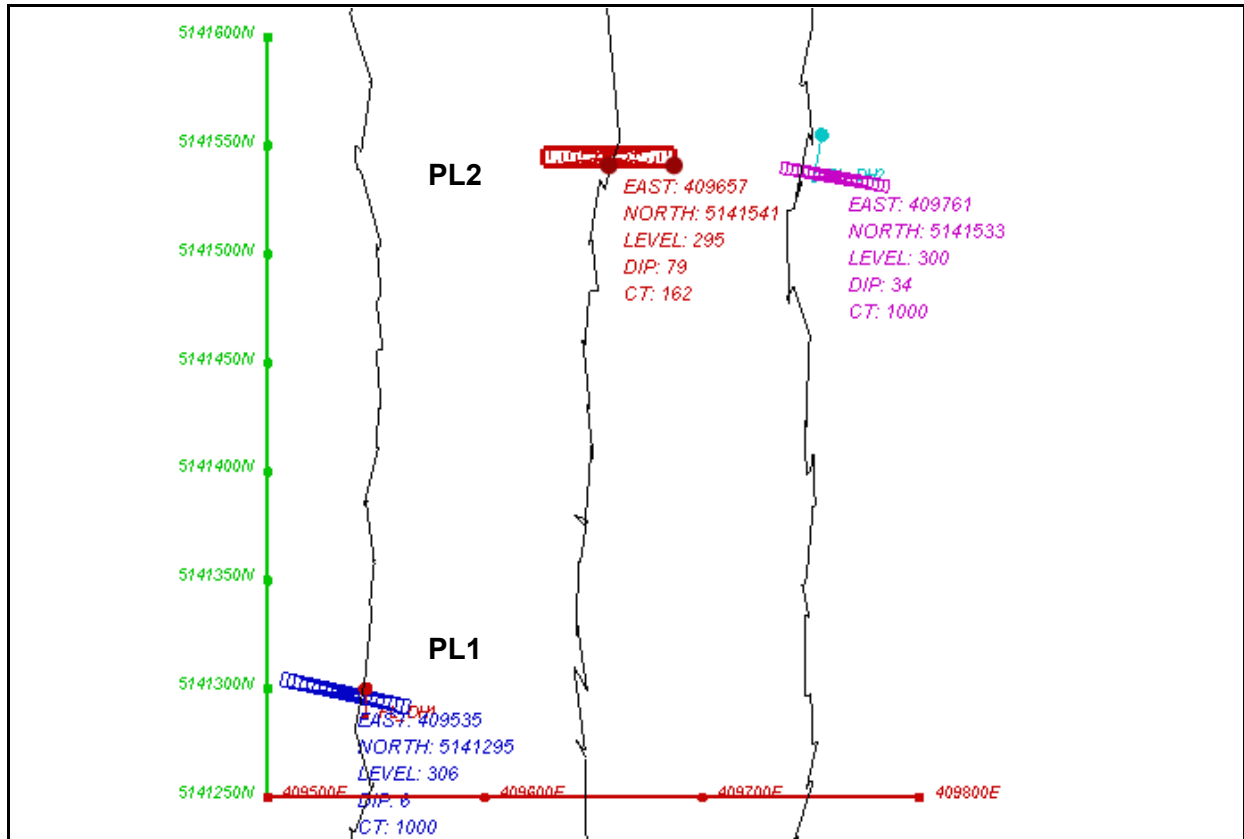 5141600N
5141550N
PL2
EAST: 409657
NORTH: 5141541
LEVEL: 295
DIP: 79
CT: 162
DH2
EAST: 409761
NORTH: 5141533
LEVEL: 300
DIP: 34
CT: 1000
5141500N
5141450N
5141400N
5141350N
PL1
5141300N
DH1
EAST: 409535
NORTH: 5141295
LEVEL: 306
DIP: 6
CT: 1000
5141250N
409500E
409600E
409700E
409800E